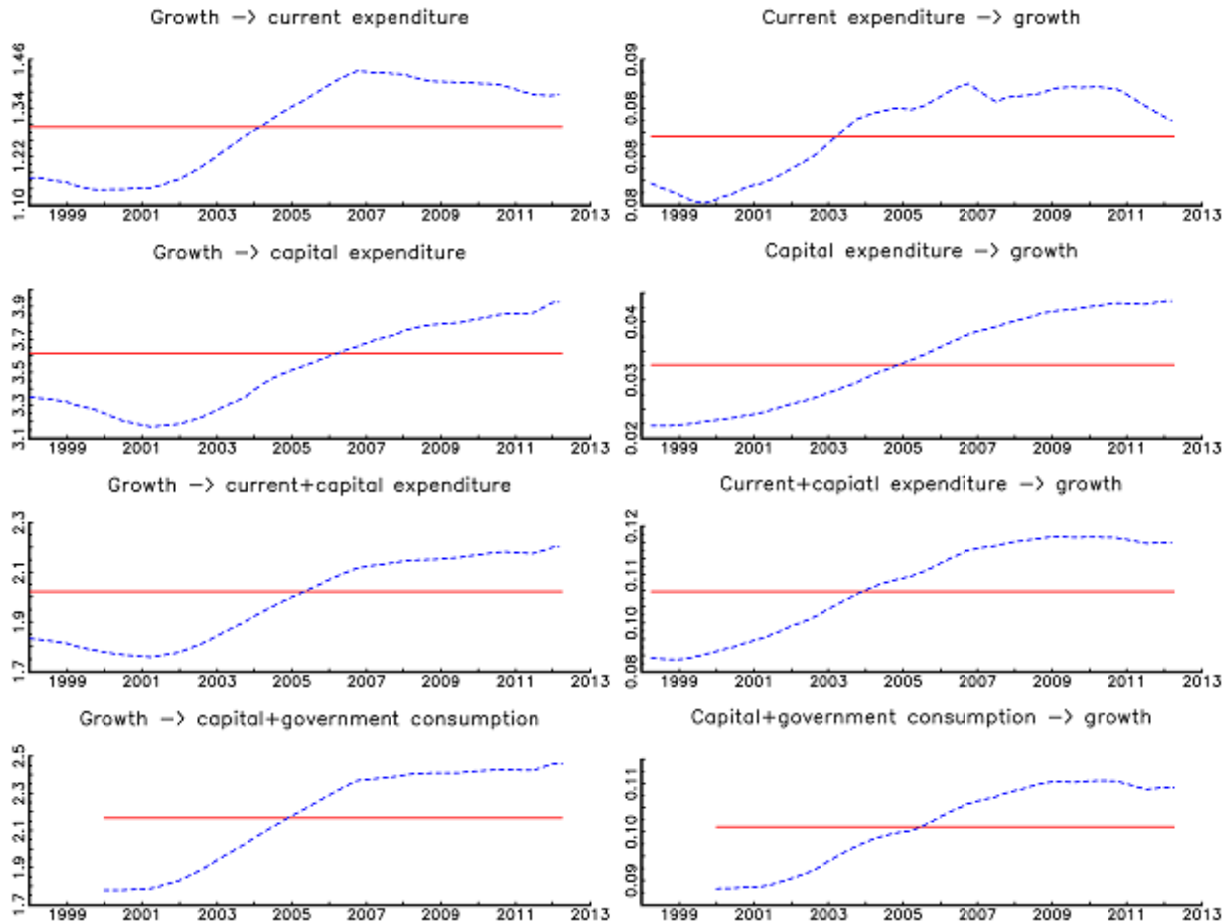 Growth −> current expenditure
1.46
1.34
1.22
1.10
1999 2001 2003 2005 2007 2009 2011 2013
Current expenditure −> growth
0.09
0.08
0.08
0.08
1999 2001 2003 2005 2007 2009 2011 2013
Growth −> capital expenditure
3.9
3.7
3.5
3.3
3.1
1999 2001 2003 2005 2007 2009 2011 2013
Capital expenditure −> growth
0.04
0.03
0.02
1999 2001 2003 2005 2007 2009 2011 2013
Growth −> current+capital expenditure
2.3
2.1
1.9
1.7
1999 2001 2003 2005 2007 2009 2011 2013
Current+capiatl expenditure −> growth
0.12
0.11
0.10
0.08
1999 2001 2003 2005 2007 2009 2011 2013
Growth −> capital+government consumption
2.5
2.3
2.1
1.9
1.7
1999 2001 2003 2005 2007 2009 2011 2013
Capital+government consumption −> growth
0.11
0.10
0.09
1999 2001 2003 2005 2007 2009 2011 2013